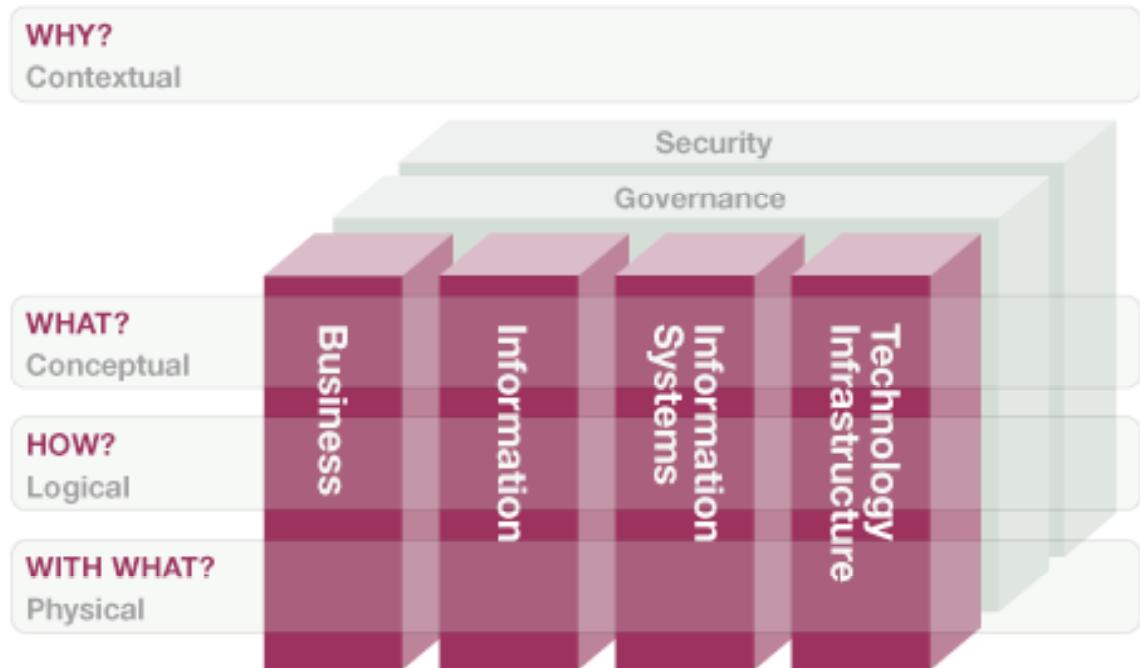 WHY?
Contextual
Security
Governance
WHAT?
Conceptual
HOW?
Logical
WITH WHAT?
Physical
Business
Information
Information
Systems
Technology
Infrastructure